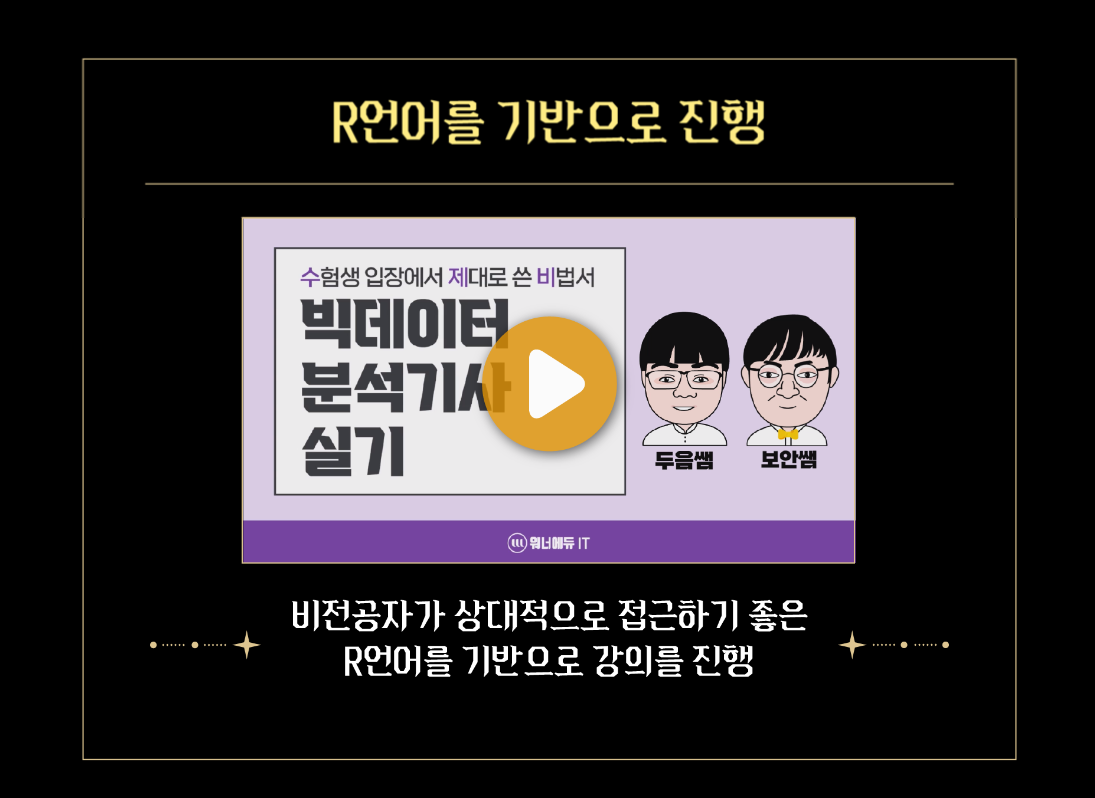 R언어를 기반으로 진행
수험생 입장에서 제대로 쓴 비법서
빅데이터
분석기사
실기
두음쌤
보안쌤
워너에듀 IT
비전공자가 상대적으로 접근하기 좋은
R언어를 기반으로 강의를 진행